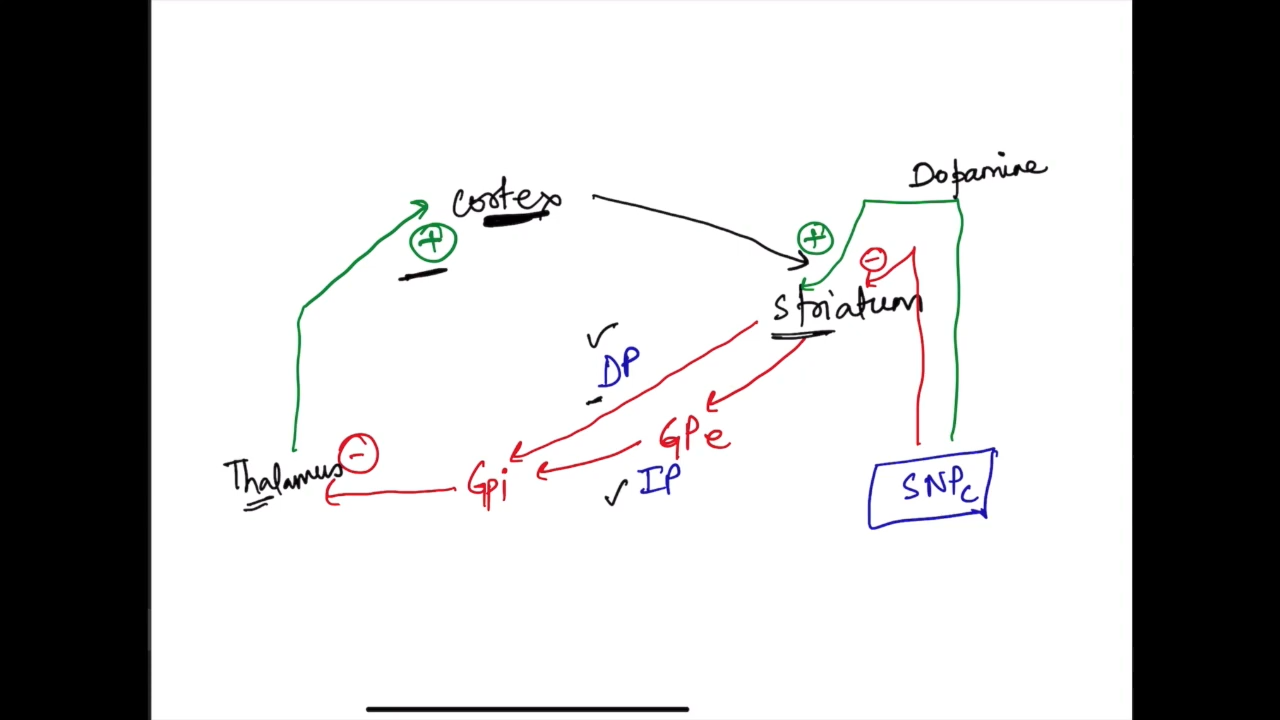 Dopamine
Cortex
+
+
-
Striatum
DP
GPe
Thalamus
-
Gpi
IP
SNPc